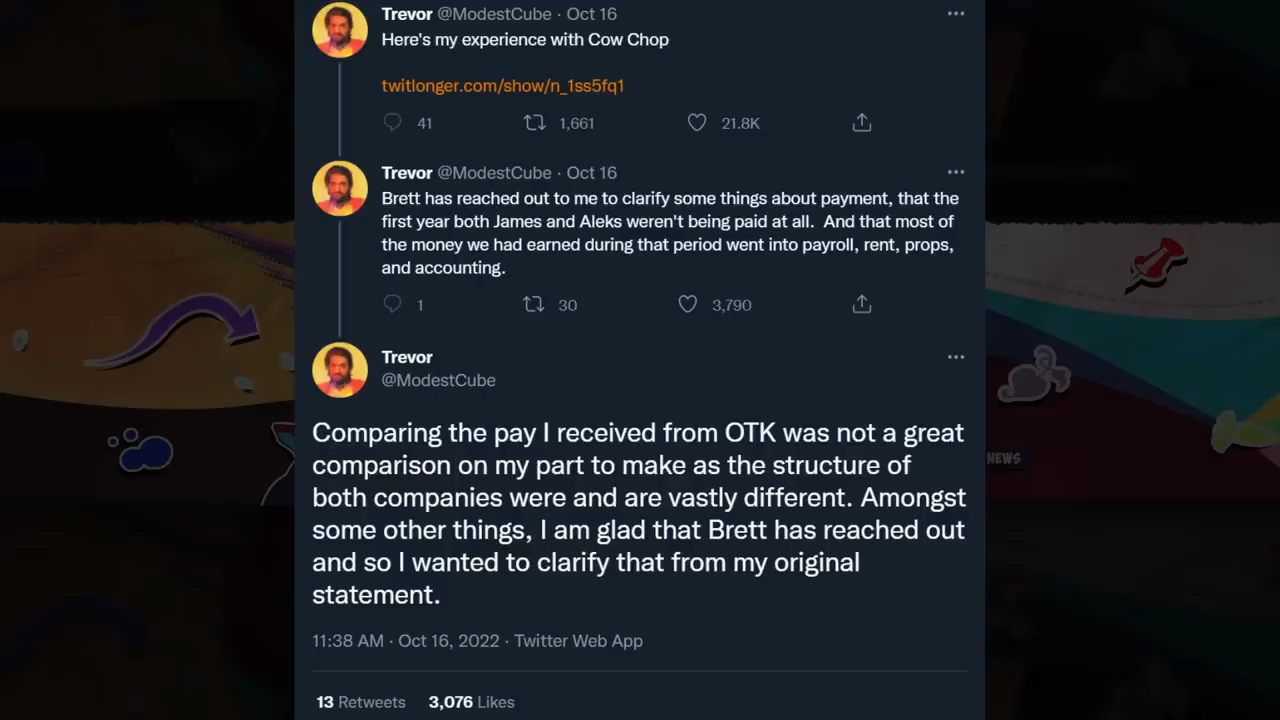 Trevor @ModestCube · Oct 16
Here's my experience with Cow Chop
twitlonger.com/show/n_1ss5fq1
41 1,661 21.8K
Trevor @ModestCube · Oct 16
Brett has reached out to me to clarify some things about payment, that the
first year both James and Aleks weren't being paid at all. And that most of
the money we had earned during that period went into payroll, rent, props,
and accounting.
1 30 3,790
Trevor
@ModestCube
Comparing the pay I received from OTK was not a great
comparison on my part to make as the structure of
both companies were and are vastly different. Amongst
some other things, I am glad that Brett has reached out
and so I wanted to clarify that from my original
statement.
11:38 AM · Oct 16, 2022 · Twitter Web App
13 Retweets 3,076 Likes
NEWS